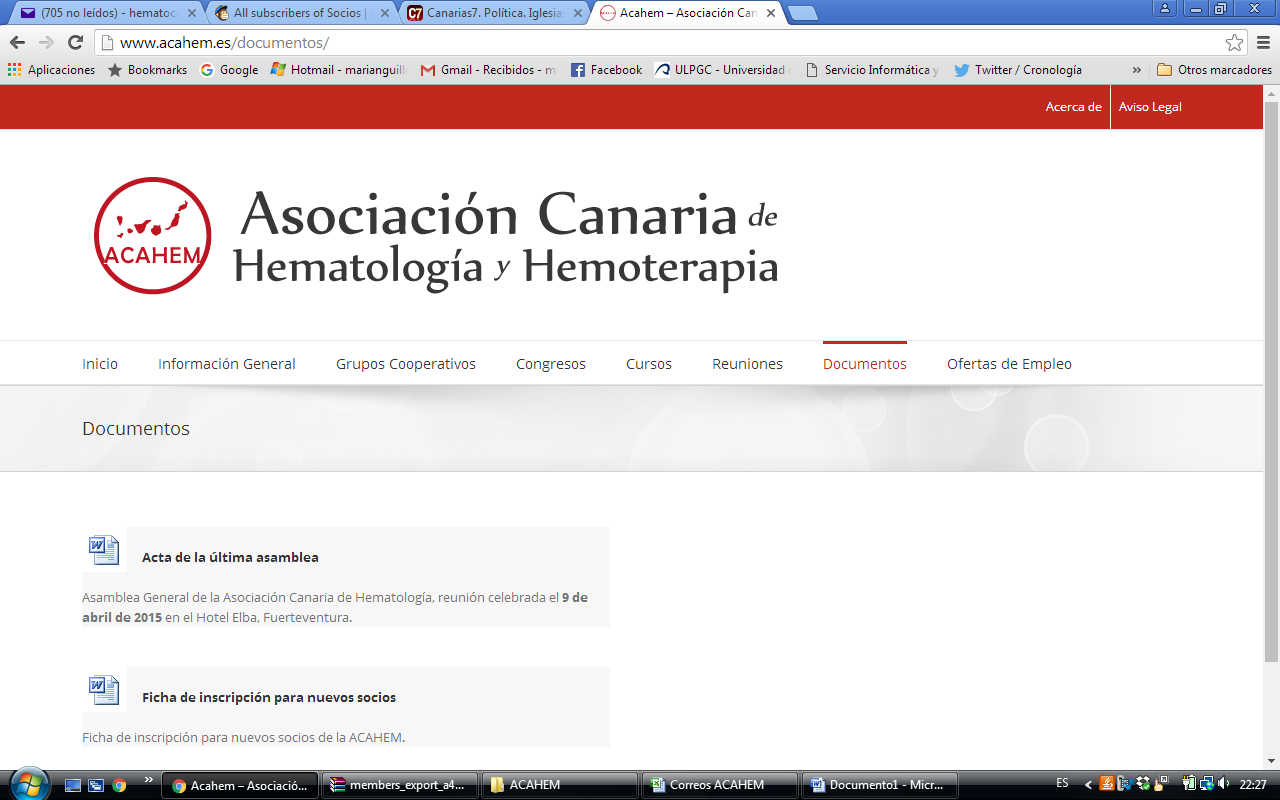 (705 no leídos) - hematoc
All subscribers of Socios |
Canarias7. Política. Iglesias
Acahem – Asociación Can
www.acahem.es/documentos/
Aplicaciones
Bookmarks
Google
Hotmail - marianguill
Gmail - Recibidos - m
Facebook
ULPGC - Universidad
Servicio Informática y
Twitter / Cronología
»
Otros marcadores
Acerca de
Aviso Legal
ACAHEM
Asociación Canaria de
Hematología y Hemoterapia
Inicio
Información General
Grupos Cooperativos
Congresos
Cursos
Reuniones
Documentos
Ofertas de Empleo
Documentos
Acta de la última asamblea
Asamblea General de la Asociación Canaria de Hematología, reunión celebrada el 9 de
abril de 2015 en el Hotel Elba, Fuerteventura.
Ficha de inscripción para nuevos socios
Ficha de inscripción para nuevos socios de la ACAHEM.
»
Acahem – Asociació...
members_export_a4...
ACAHEM
Correos ACAHEM
Documento1 - Micr...
ES
22:27